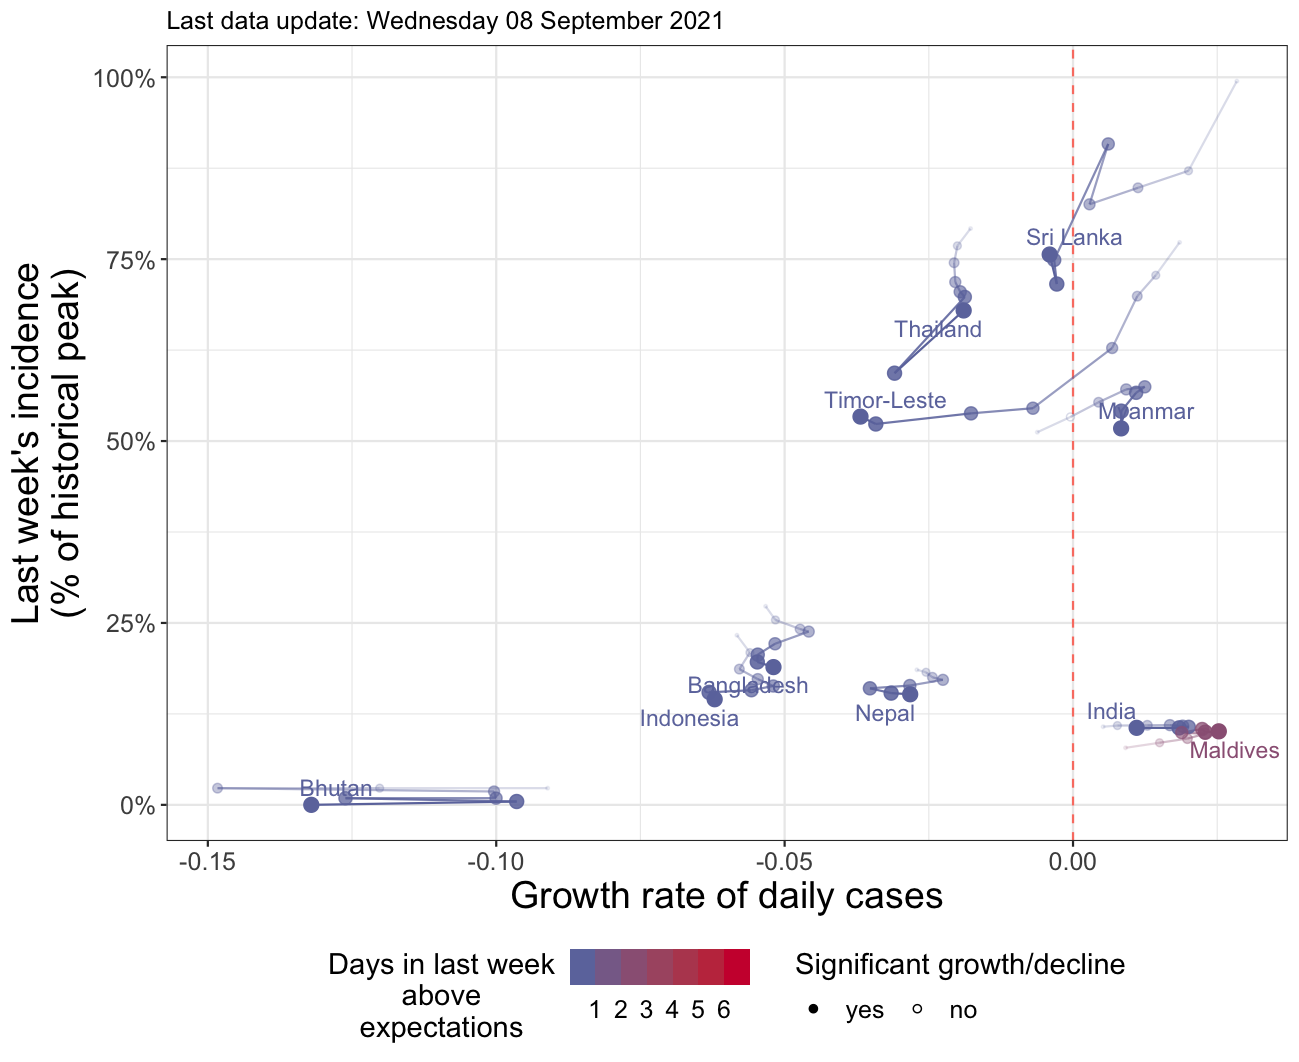 Last data update: Wednesday 08 September 2021
Last week's incidence
(% of historical peak)
100%
75%
50%
25%
0%
Sri Lanka
Thailand
Timor-Leste
Myanmar
Bangladesh
Indonesia
Nepal
India
Maldives
Bhutan
-0.15
-0.10
-0.05
0.00
Growth rate of daily cases
Days in last week
above
expectations
1 2 3 4 5 6
Significant growth/decline
yes
no